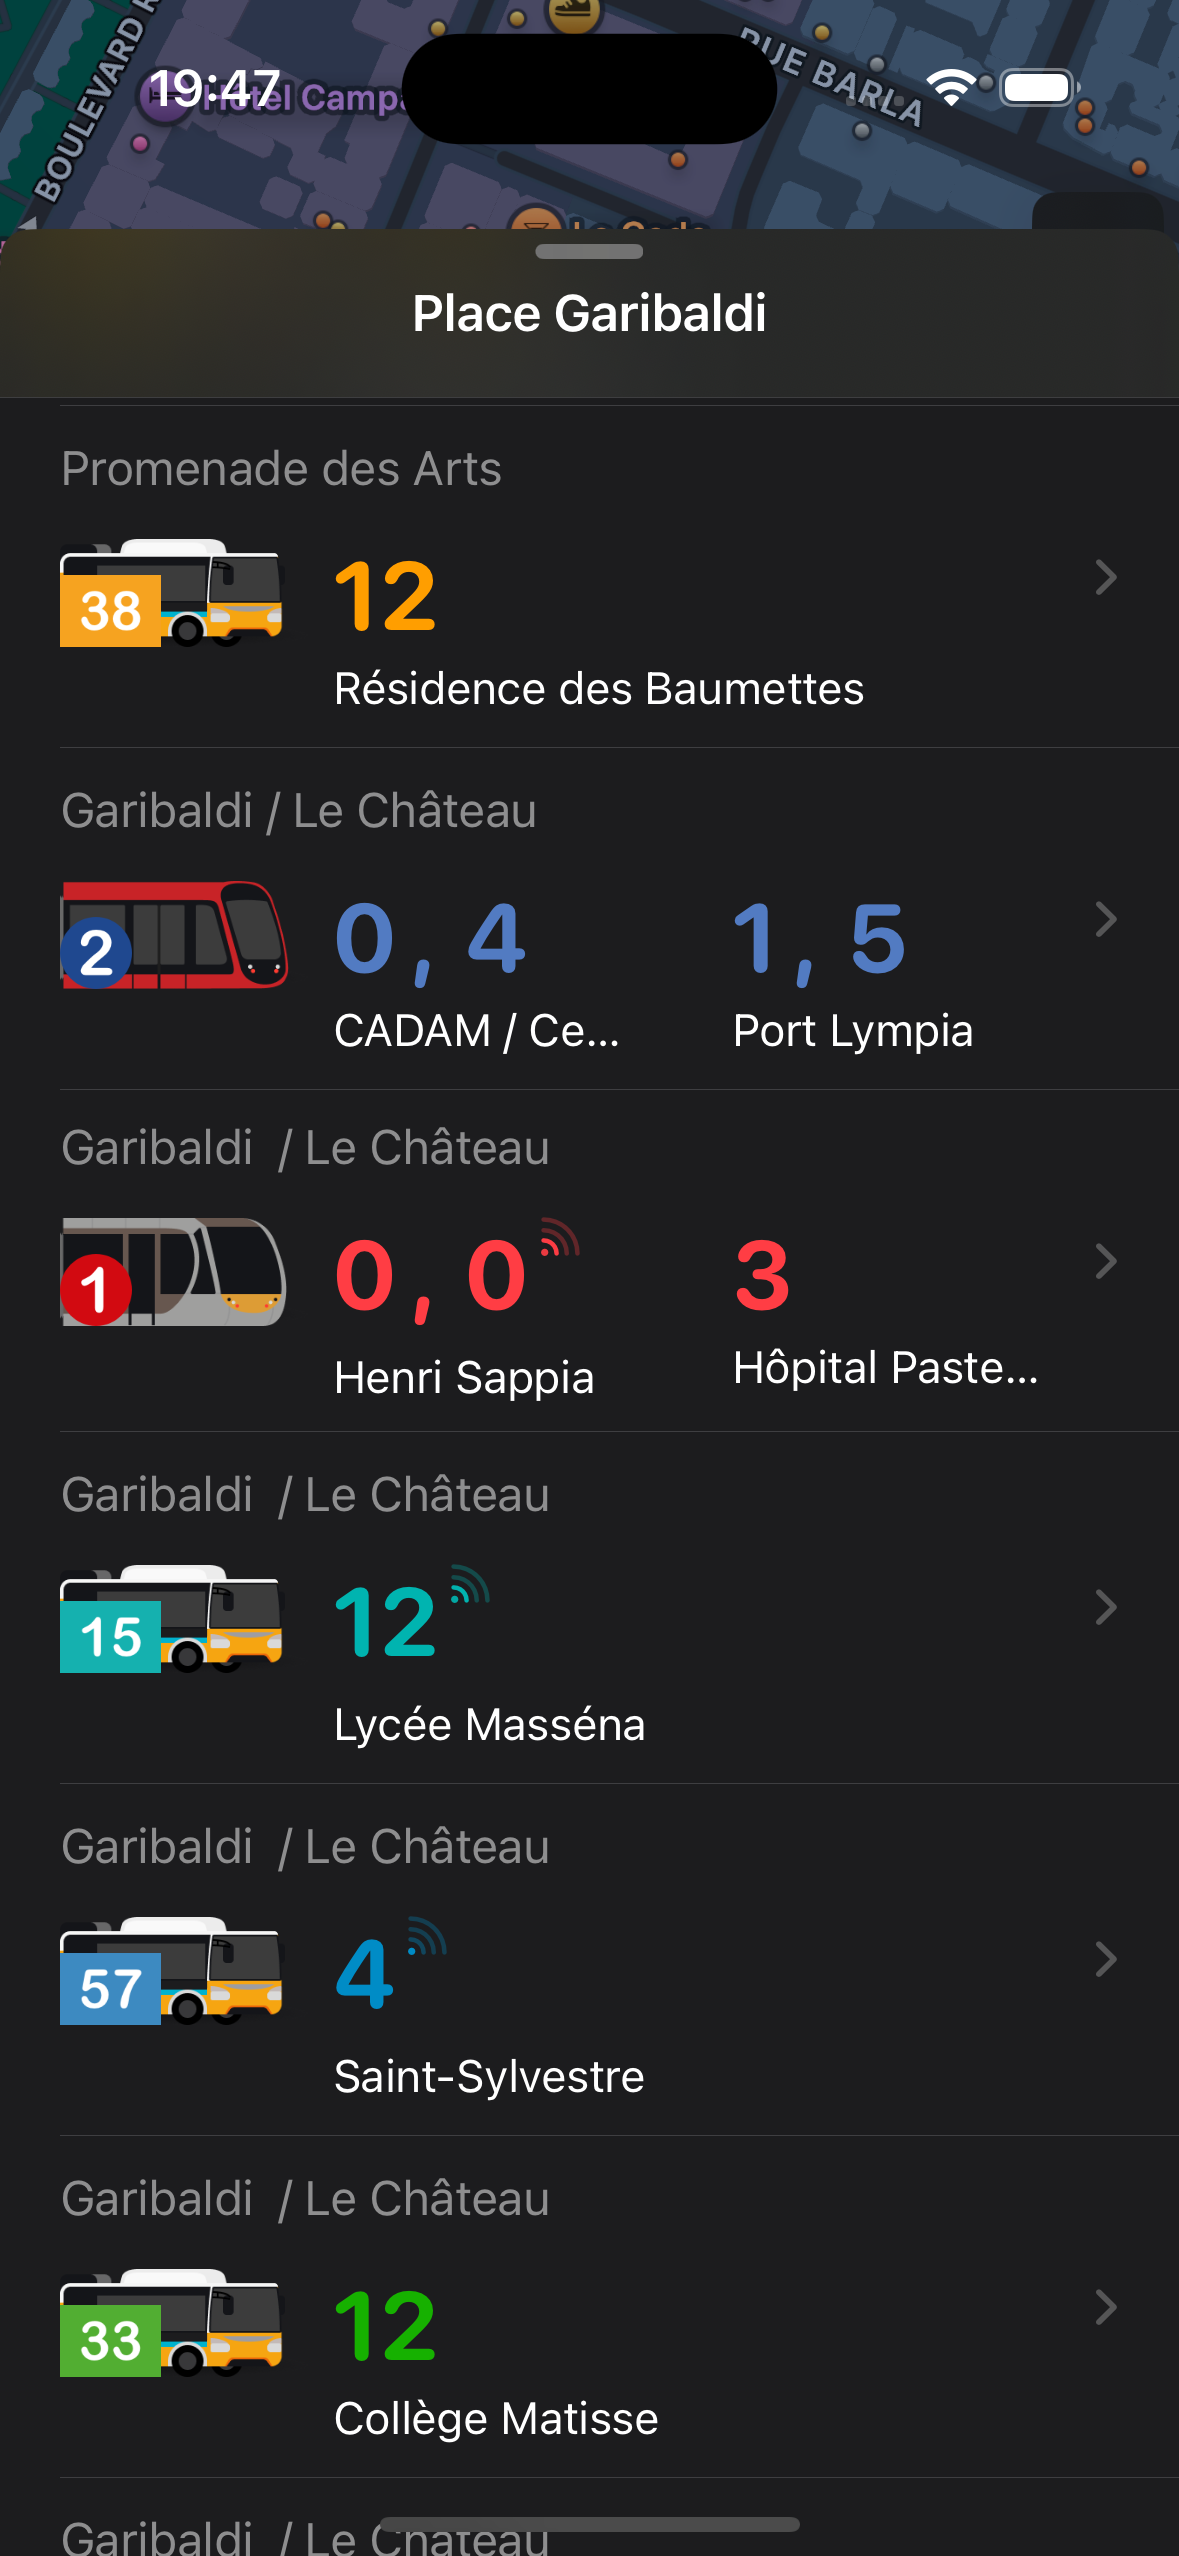 BOULEVARD
19:47
Hôtel Campa
RUE BARLA
Place Garibaldi
Promenade des Arts
38
12
Résidence des Baumettes
Garibaldi / Le Château
2
0, 4
1, 5
CADAM / Ce...
Port Lympia
Garibaldi / Le Château
1
0, 0
3
Henri Sappia
Hôpital Paste...
Garibaldi / Le Château
15
12
Lycée Masséna
Garibaldi / Le Château
57
4
Saint-Sylvestre
Garibaldi / Le Château
33
12
Collège Matisse
Garibaldi / Le Château